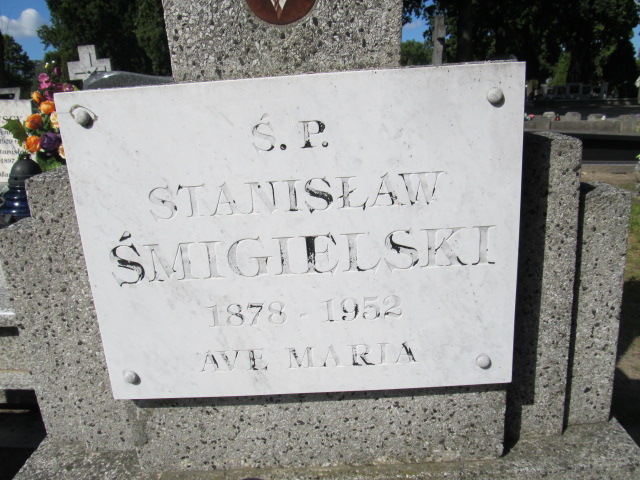 Ś.P.
STANISŁAW
ŚMIGIELSKI
1878 - 1952
AVE MARIA